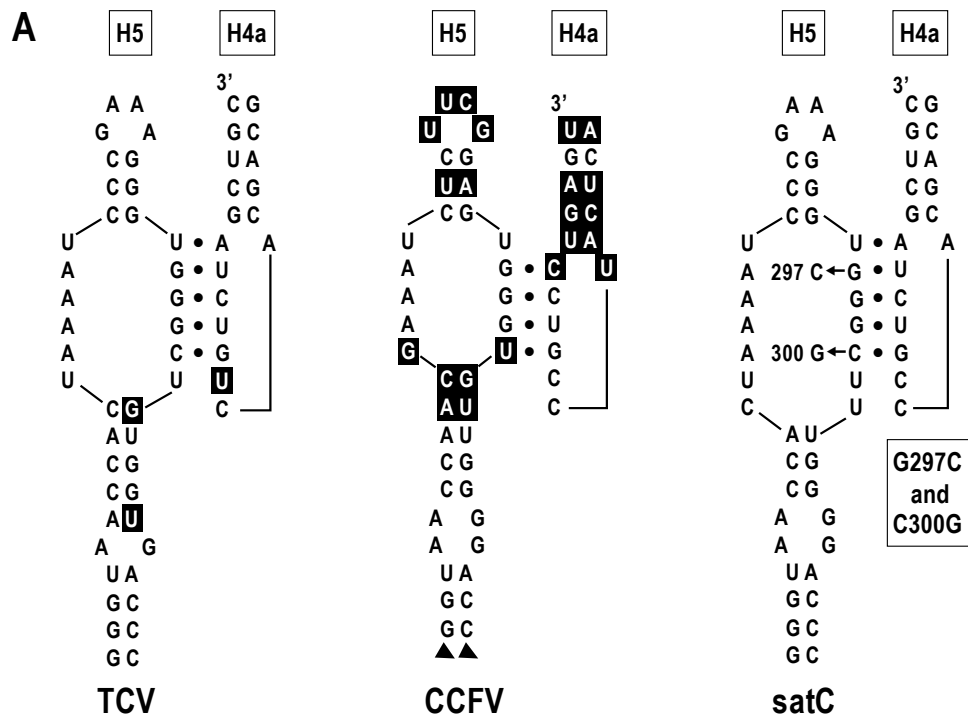 A
H5
H4a
A A
G A
C G
C G
C G
U U
A G
A G
A G
A C
U U
C G
A U
C G
C G
A U
A G
U A
G C
G C
G C
3'
C G
G C
U A
C G
G C
A A
U
C
U
G
U
C
TCV
H5
H4a
U C
U G
C G
U A
C G
U U
A G
A G
A G
G U
C G
A U
A U
C G
C G
A G
A G
U A
G C
G C
3'
U A
G C
A U
G C
U A
C U
C
U
G
C
C
CCFV
H5
H4a
A A
G A
C G
C G
C G
U U
A 297 C G
A G
A G
A 300 G C
U U
C U
A U
C G
C G
A G
A G
U A
G C
G C
G C
3'
C G
G C
U A
C G
G C
A A
U
C
U
G
C
C
G297C
and
C300G
satC